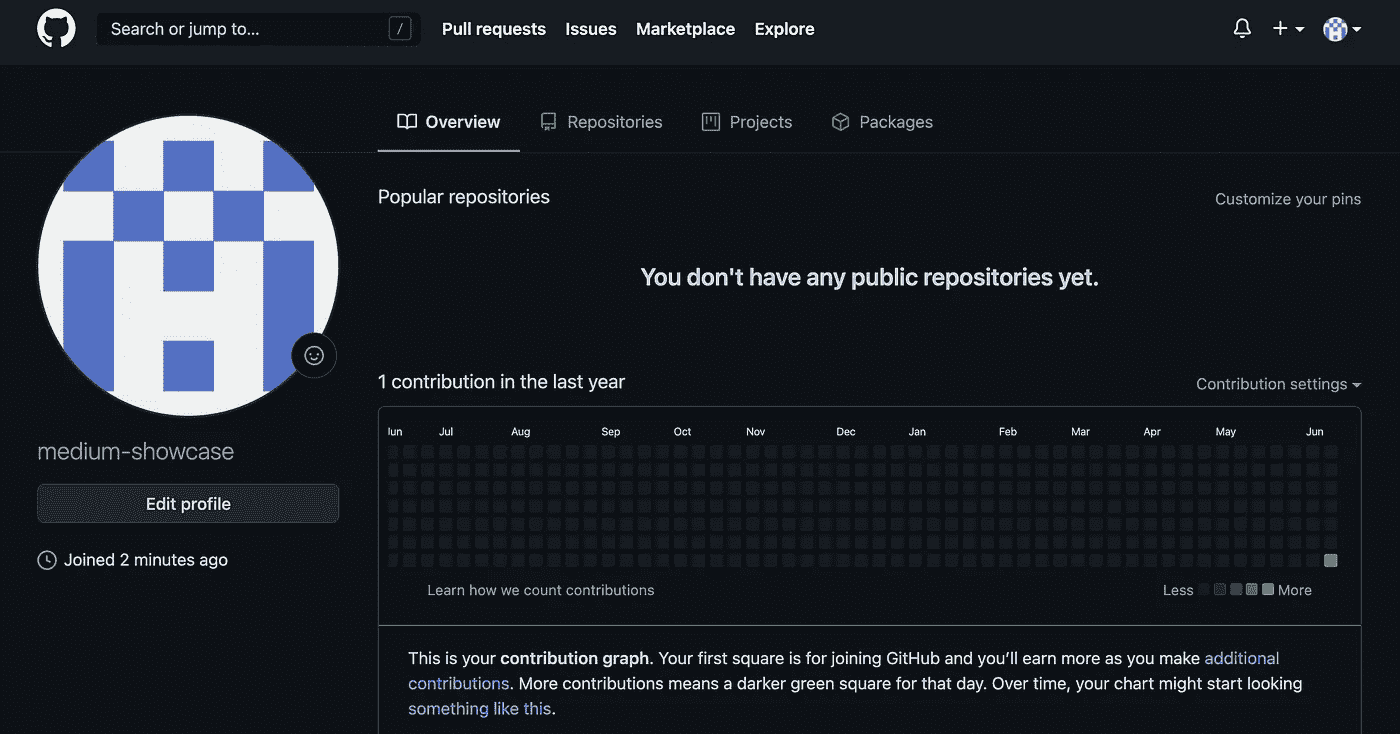 Search or jump to... /
Pull requests Issues Marketplace Explore
Overview Repositories Projects Packages
medium-showcase
Edit profile
Joined 2 minutes ago
Popular repositories Customize your pins
You don't have any public repositories yet.
1 contribution in the last year Contribution settings
Jul Aug Sep Oct Nov Dec Jan Feb Mar Apr May Jun
Learn how we count contributions Less More
This is your contribution graph. Your first square is for joining GitHub and you’ll earn more as you make additional
contributions. More contributions means a darker green square for that day. Over time, your chart might start looking
something like this.